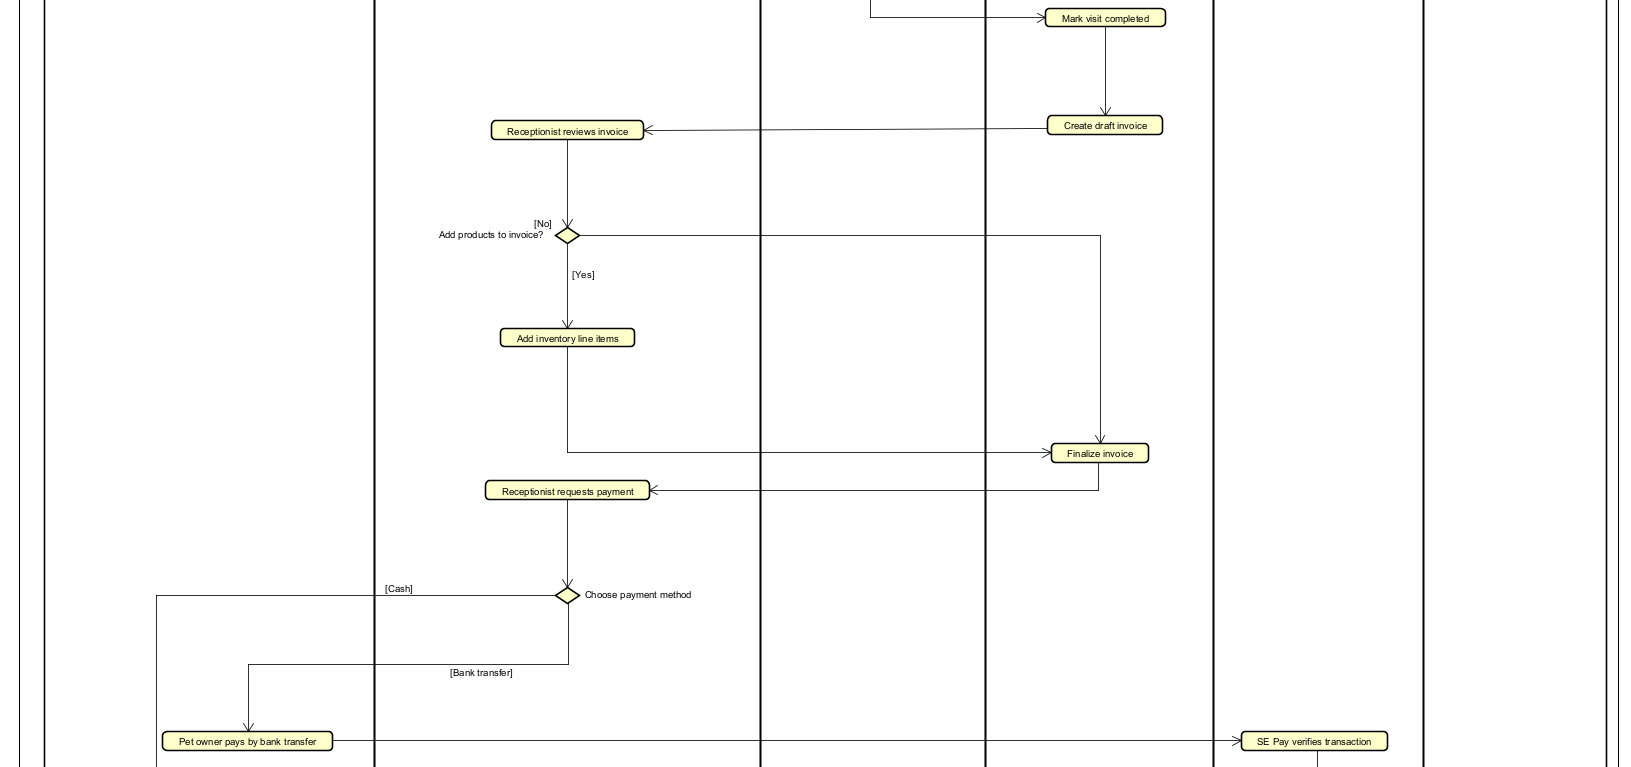 Mark visit completed
Create draft invoice
Receptionist reviews invoice
[No]
Add products to invoice?
[Yes]
Add inventory line items
Finalize invoice
Receptionist requests payment
[Cash]
Choose payment method
[Bank transfer]
Pet owner pays by bank transfer
SE Pay verifies transaction